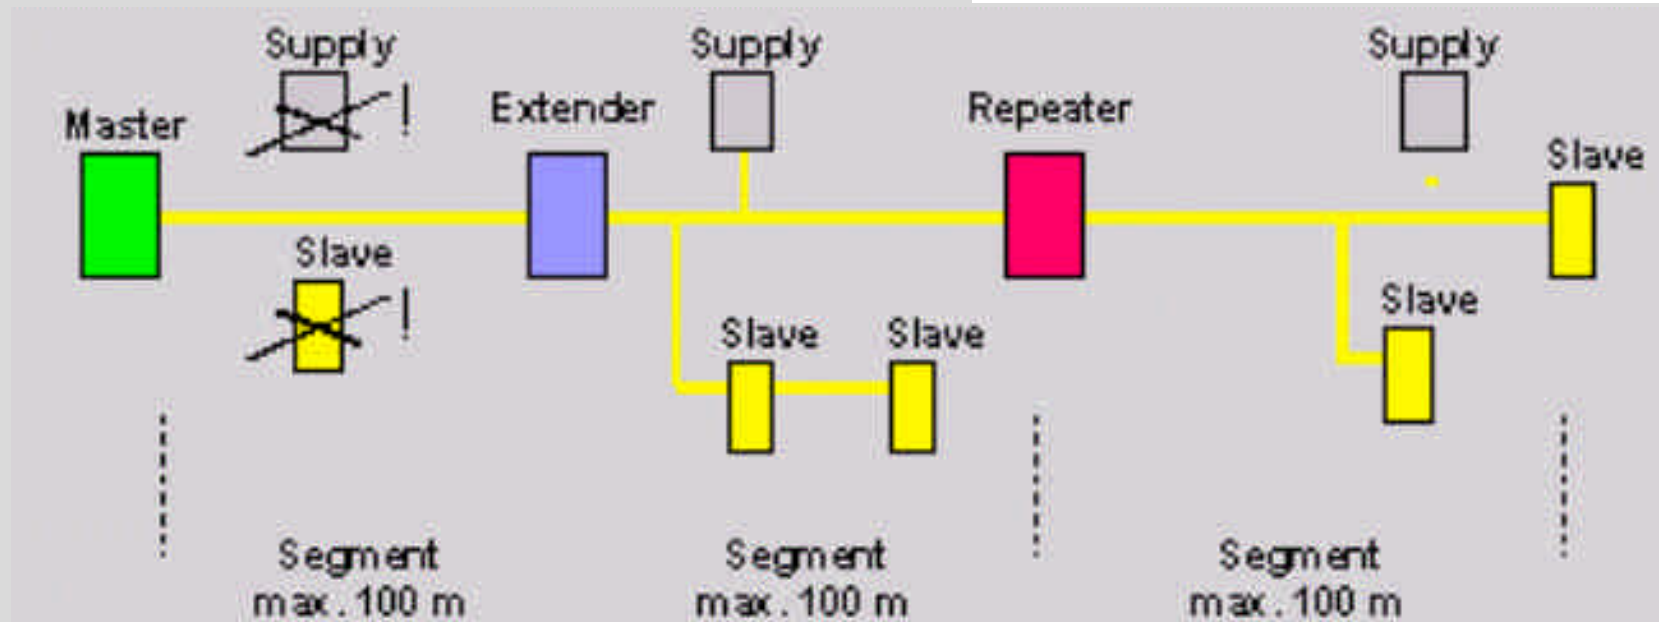 Supply
Supply
Supply
Master
!
Extender
Repeater
Slave
Slave
!
Slave
Slave
Slave
Segment
max. 100 m
Segment
max. 100 m
Segment
max. 100 m